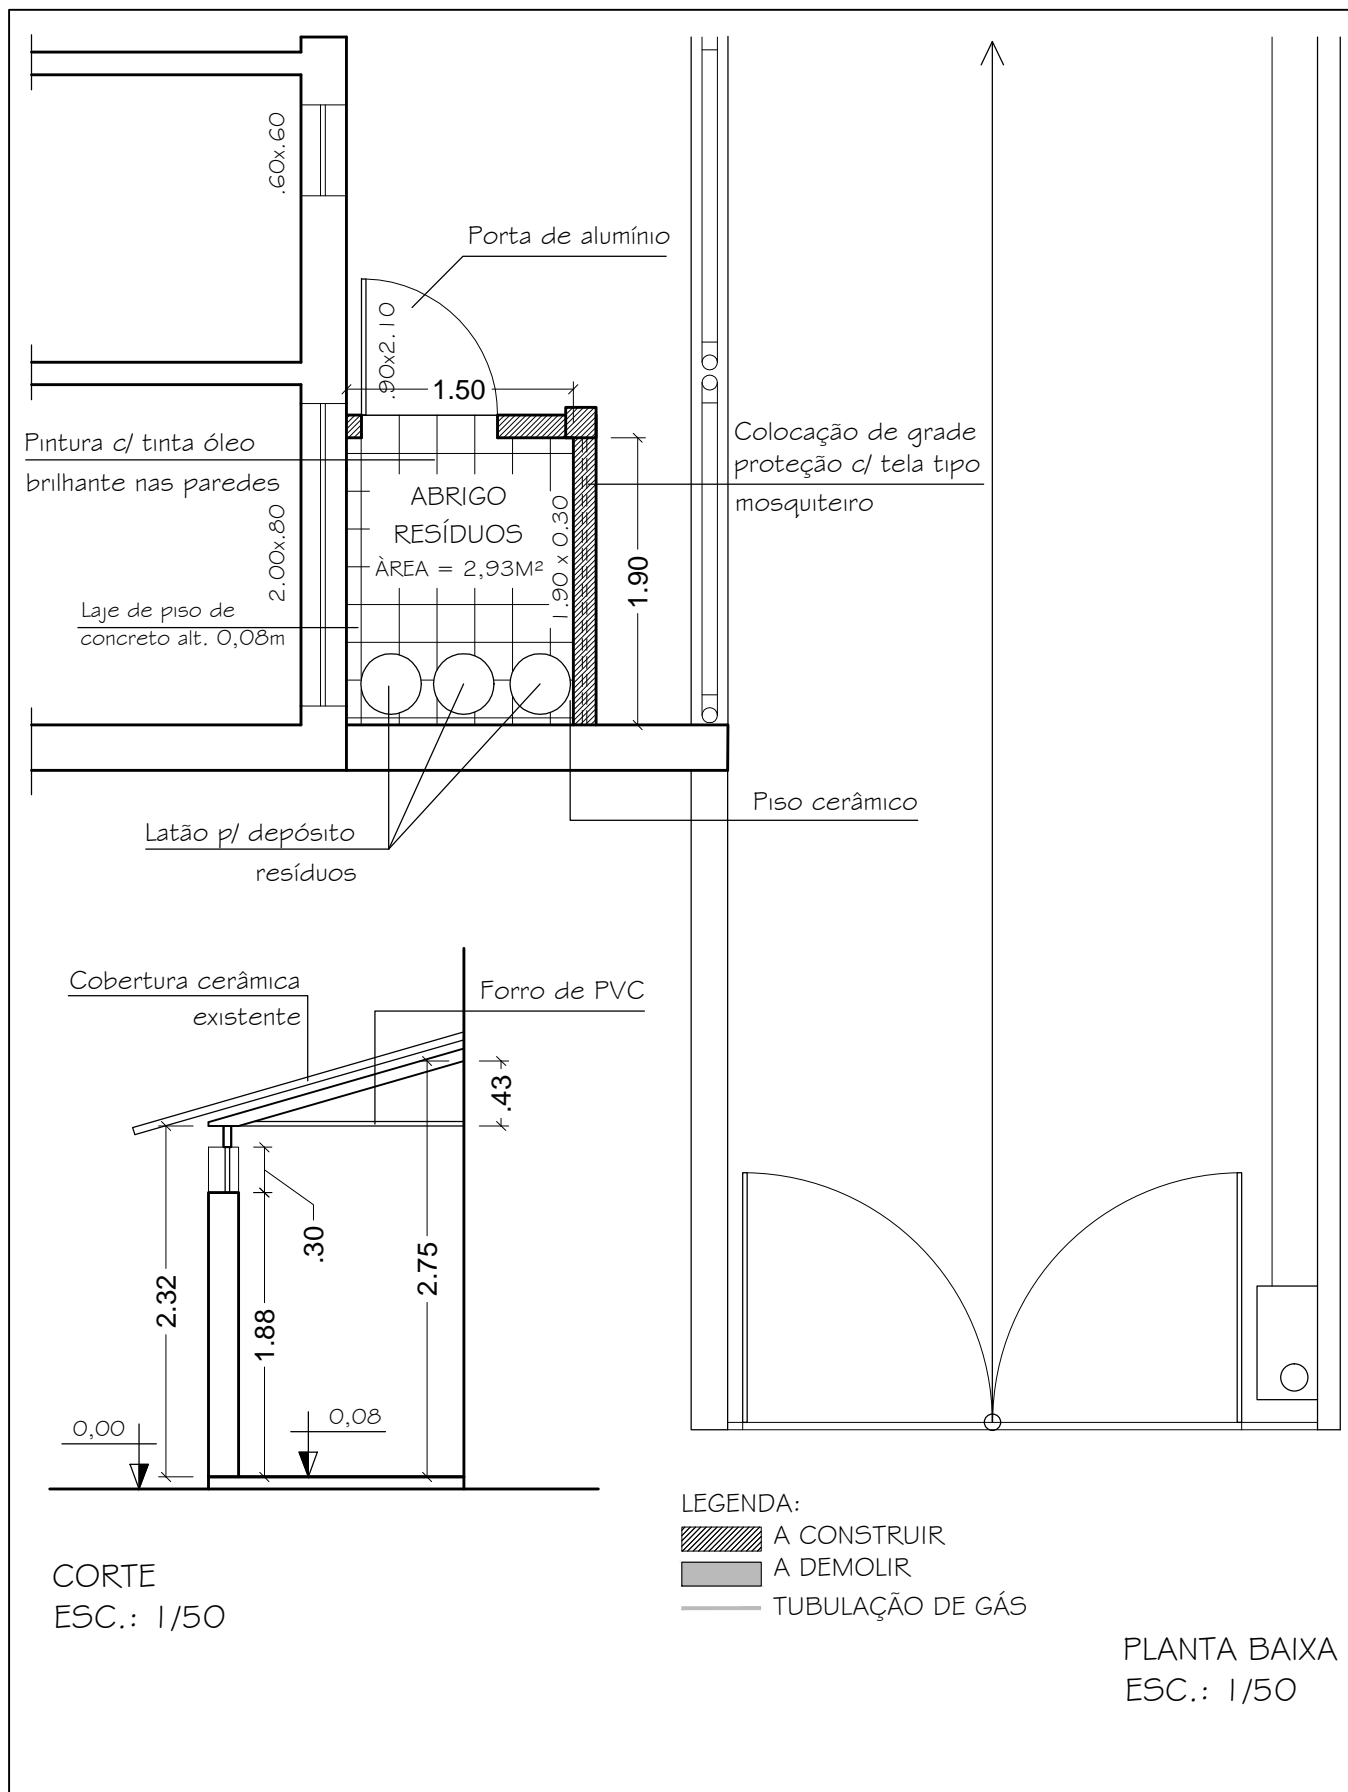 .60x.60
Porta de alumínio
.90x2.10
1.50
Pintura c/ tinta óleo
brilhante nas paredes
Colocação de grade
proteção c/ tela tipo
mosquiteiro
ABRIGO
RESÍDUOS
ÀREA = 2,93M²
2.00x.80
1.90 x 0.30
1.90
Laje de piso de
concreto alt. 0,08m
Piso cerâmico
Latão p/ depósito
resíduos
Cobertura cerâmica
existente
Forro de PVC
.43
.30
2.75
2.32
1.88
0,00
0,08
CORTE
ESC.: 1/50
LEGENDA:
A CONSTRUIR
A DEMOLIR
TUBULAÇÃO DE GÁS
PLANTA BAIXA
ESC.: 1/50